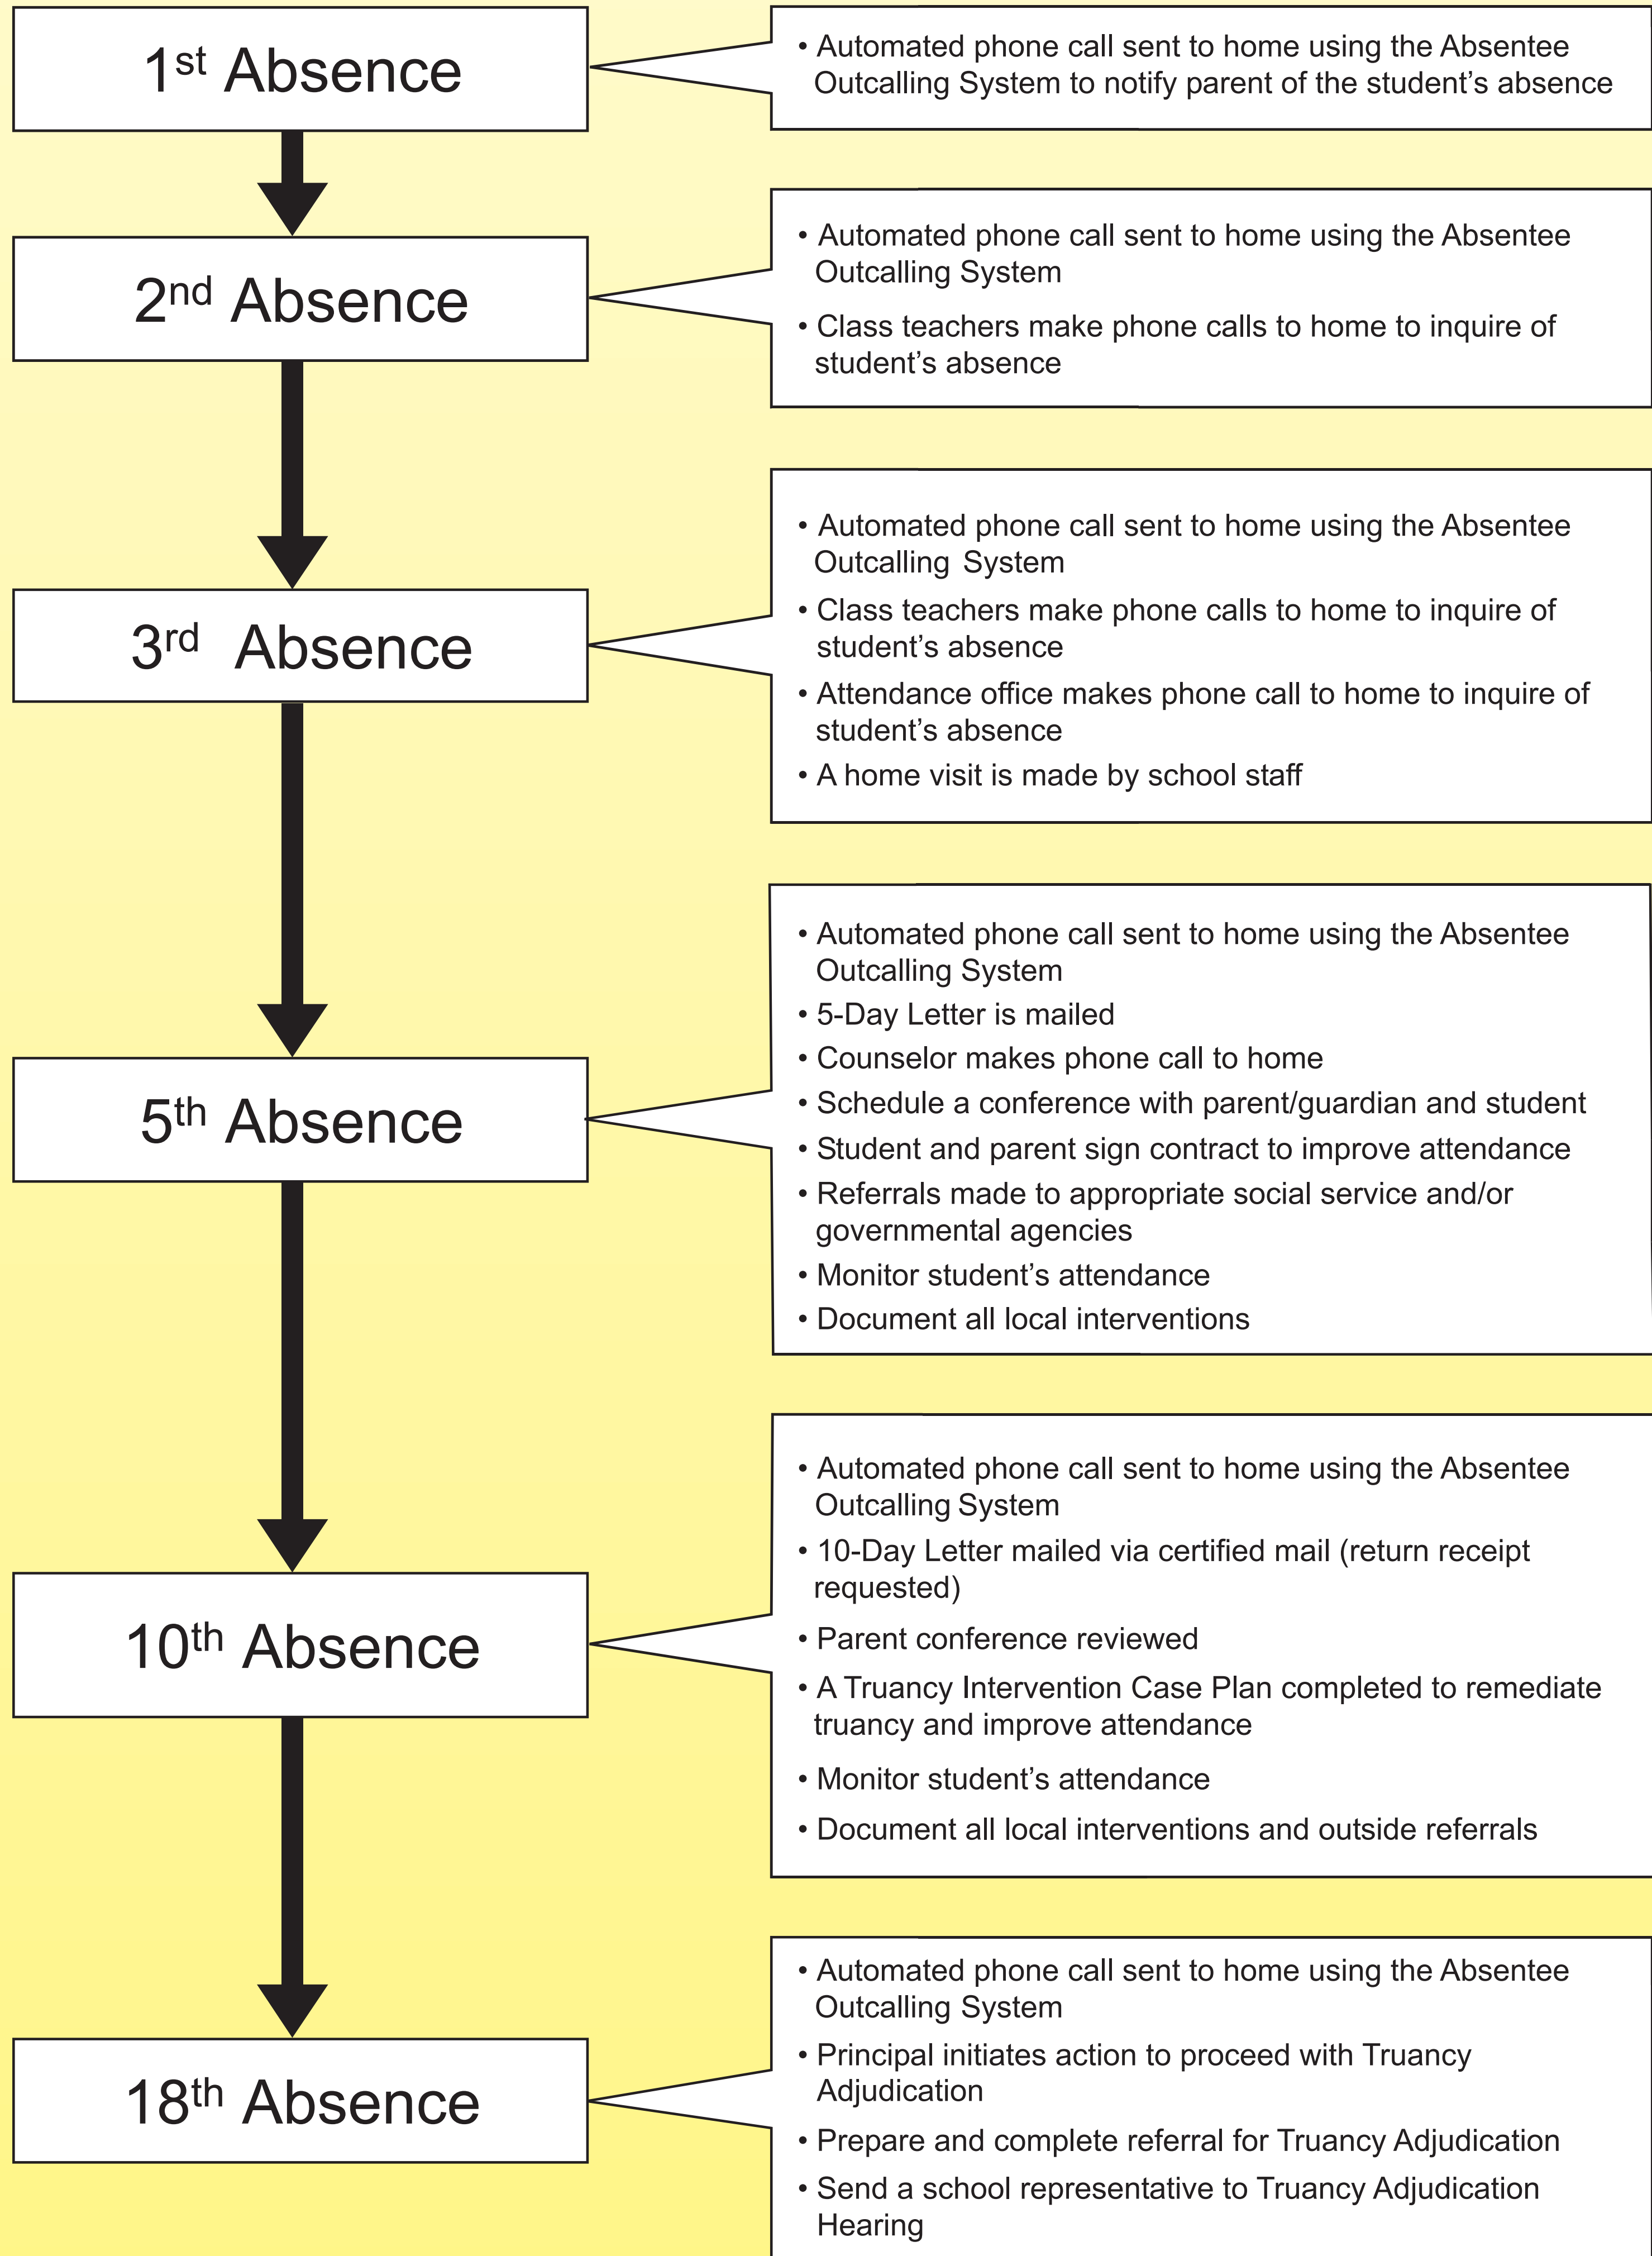 1st Absence
• Automated phone call sent to home using the Absentee
Outcalling System to notify parent of the student's absence
2nd Absence
• Automated phone call sent to home using the Absentee
Outcalling System
• Class teachers make phone calls to home to inquire of
student's absence
3rd Absence
• Automated phone call sent to home using the Absentee
Outcalling System
• Class teachers make phone calls to home to inquire of
student's absence
• Attendance office makes phone call to home to inquire of
student's absence
• A home visit is made by school staff
5th Absence
• Automated phone call sent to home using the Absentee
Outcalling System
• 5-Day Letter is mailed
• Counselor makes phone call to home
• Schedule a conference with parent/guardian and student
• Student and parent sign contract to improve attendance
• Referrals made to appropriate social service and/or
governmental agencies
• Monitor student's attendance
• Document all local interventions
10th Absence
• Automated phone call sent to home using the Absentee
Outcalling System
• 10-Day Letter mailed via certified mail (return receipt
requested)
• Parent conference reviewed
• A Truancy Intervention Case Plan completed to remediate
truancy and improve attendance
• Monitor student's attendance
• Document all local interventions and outside referrals
18th Absence
• Automated phone call sent to home using the Absentee
Outcalling System
• Principal initiates action to proceed with Truancy
Adjudication
• Prepare and complete referral for Truancy Adjudication
• Send a school representative to Truancy Adjudication
Hearing